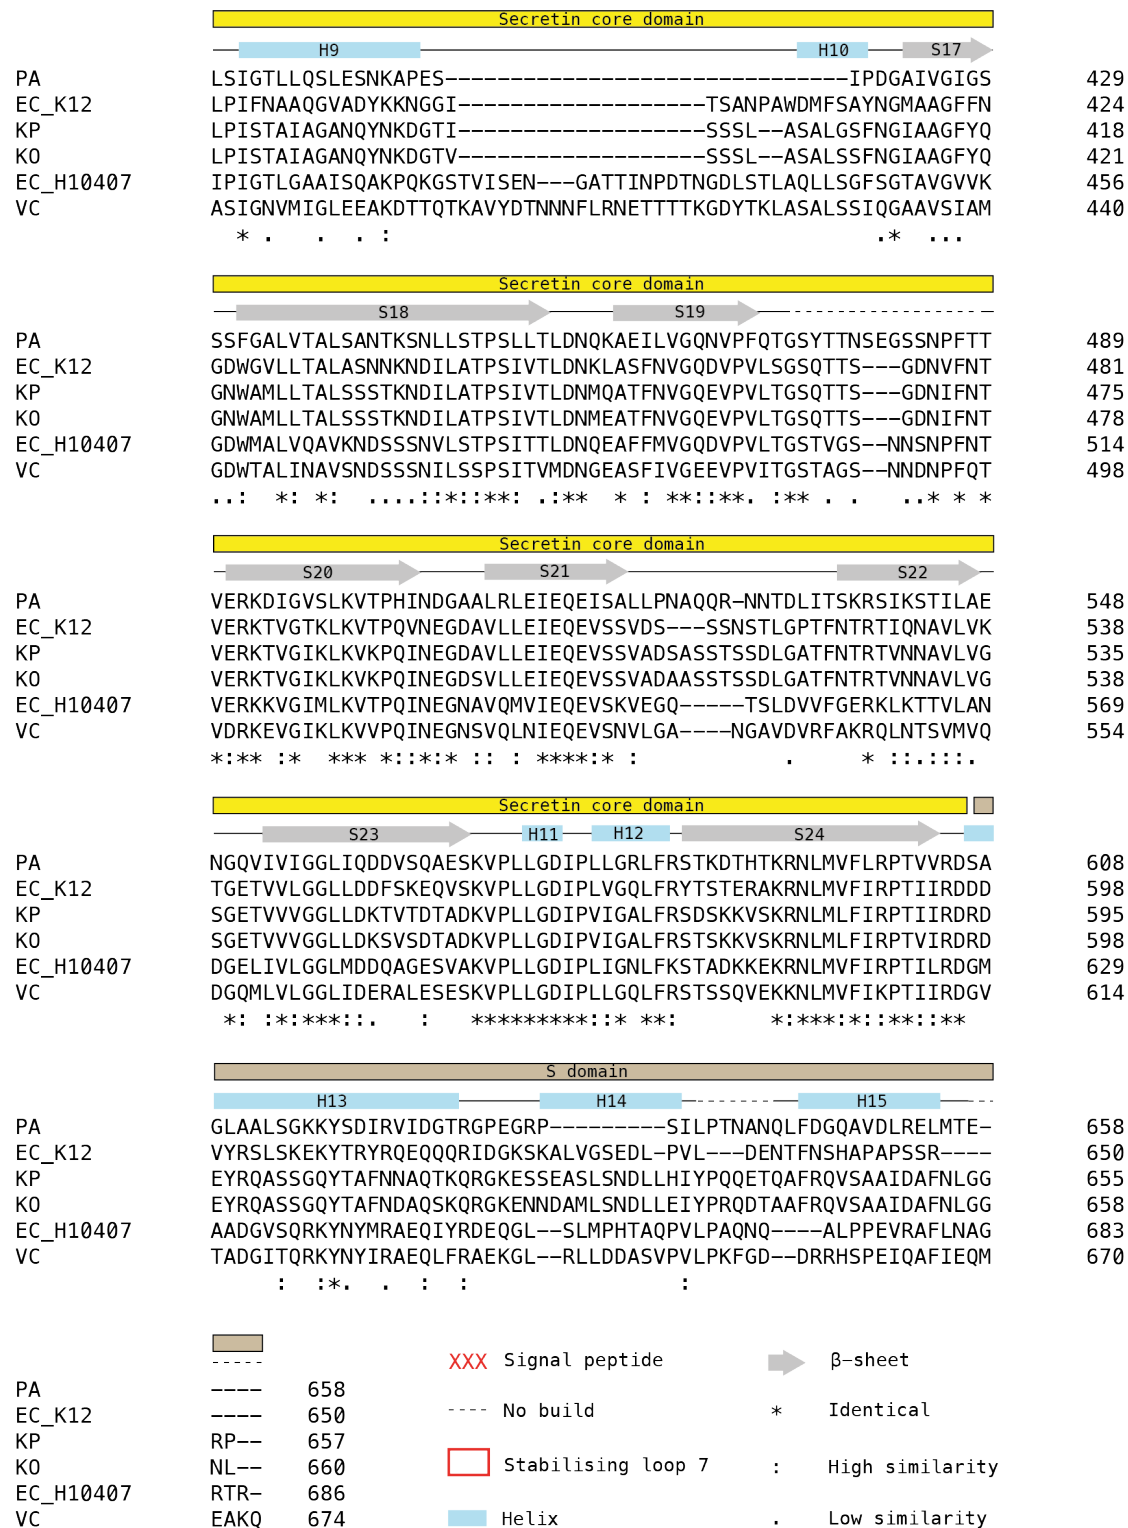 Secretin core domain
H9 H10 S17
PA LSIGTLLQSLESNKAPES-------------------------------IPDGAIVGIGS 429
EC_K12 LPIFNAAQGVADYKKNGGI-------------------TSANPAWDMFSAYNGMAAGFFN 424
KP LPISTAIAGANQYNKDGTI-------------------SSSL--ASALGSFNGIAAGFYQ 418
KO LPISTAIAGANQYNKDGTV-------------------SSSL--ASALSSFNGIAAGFYQ 421
EC_H10407 IPIGTLGAAISQAKPQKGSTVISEN---GATTINPDTNGDLSTLAQLLSGFSGTAVGVVK 456
VC ASIGNVMIGLEEAKDTTQTKAVYDTNNNFLRNETTTTKGDYTKLASALSSIQGAAVSIAM 440
* .   .  . :                                     .*  ...
Secretin core domain
S18 S19
PA SSFGALVTALSANTKSNLLSTPSLLTLDNQKAEILVGQNVPFQTGSYTTNSEGSSNPFTT 489
EC_K12 GDWGVLLTALASNNKNDILATPSIVTLDNKLASFNVGQDVPVLSGSQTTS---GDNVFNT 481
KP GNWAMLLTALSSSTKNDILATPSIVTLDNMQATFNVGQEVPVLTGSQTTS---GDNIFNT 475
KO GNWAMLLTALSSSTKNDILATPSIVTLDNMEATFNVGQEVPVLTGSQTTS---GDNIFNT 478
EC_H10407 GDWMALVQAVKNDSSSNVLSTPSITTLDNQEAFFMVGQDVPVLTGSTVGS--NNSNPFNT 514
VC GDWTALINAVSNDSSSNILSSPSITVMDNGEASFIVGEEVPVITGSTAGS--NNDNPFQT 498
..:  *: *:  ....::*::**: .:**  * : **::**. :** . .   ..* * *
Secretin core domain
S20 S21 S22
PA VERKDIGVSLKVTPHINDGAALRLEIEQEISALLPNAQQR-NNTDLITSKRSIKSTILAE 548
EC_K12 VERKTVGTKLKVTPQVNEGDAVLLEIEQEVSSVDS---SSNSTLGPTFNTRTIQNAVLVK 538
KP VERKTVGIKLKVKPQINEGDAVLLEIEQEVSSVADSASSTSSDLGATFNTRTVNNAVLVG 535
KO VERKTVGIKLKVKPQINEGDSVLLEIEQEVSSVADAASSTSSDLGATFNTRTVNNAVLVG 538
EC_H10407 VERKKVGIMLKVTPQINEGNAVQMVIEQEVSKVEGQ-----TSLDVVFGERKLKTTVLAN 569
VC VDRKEVGIKLKVVPQINEGNSVQLNIEQEVSNVLGA----NGAVDVRFAKRQLNTSVMVQ 554
*:** :*  *** *::*:* :: : ****:* :           .     * ::.:::.
Secretin core domain
S23 H11 H12 S24
PA NGQVIVIGGLIQDDVSQAESKVPLLGDIPLLGRLFRSTKDTHTKRNLMVFLRPTVVRDSA 608
EC_K12 TGETVVLGGLLDDFSKEQVSKVPLLGDIPLVGQLFRYTSTERAKRNLMVFIRPTIIRDDD 598
KP SGETVVVGGLLDKTVTDTADKVPLLGDIPVIGALFRSDSKKVSKRNLMLFIRPTIIRDRD 595
KO SGETVVVGGLLDKSVSDTADKVPLLGDIPVIGALFRSTSKKVSKRNLMLFIRPTVIRDRD 598
EC_H10407 DGELIVLGGLMDDQAGESVAKVPLLGDIPLIGNLFKSTADKKEKRNLMVFIRPTILRDGM 629
VC DGQMLVLGGLIDERALESESKVPLLGDIPLLGQLFRSTSSQVEKKNLMVFIKPTIIRDGV 614
*: :*:***::.   :   *********::* **:       *:***:*::**::**
S domain
H13 H14 H15
PA GLAALSGKKYSDIRVIDGTRGPEGRP---------SILPTNANQLFDGQAVDLRELMTE- 658
EC_K12 VYRSLSKEKYTRYRQEQQQRIDGKSKALVGSEDL-PVL---DENTFNSHAPAPSSR---- 650
KP EYRQASSGQYTAFNNAQTKQRGKESSEASLSNDLLHIYPQQETQAFRQVSAAIDAFNLGG 655
KO EYRQASSGQYTAFNDAQSKQRGKENNDAMLSNDLLEIYPRQDTAAFRQVSAAIDAFNLGG 658
EC_H10407 AADGVSQRKYNYMRAEQIYRDEQGL--SLMPHTAQPVLPAQNQ----ALPPEVRAFLNAG 683
VC TADGITQRKYNYIRAEQLFRAEKGL--RLLDDASVPVLPKFGD--DRRHSPEIQAFIEQM 670
:  :*.  .  :  :                :
PA ---- 658
EC_K12 ---- 650
KP RP-- 657
KO NL-- 660
EC_H10407 RTR- 686
VC EAKQ 674
XXX Signal peptide
β-sheet
---- No build
* Identical
Stabilising loop 7
: High similarity
Helix
. Low similarity